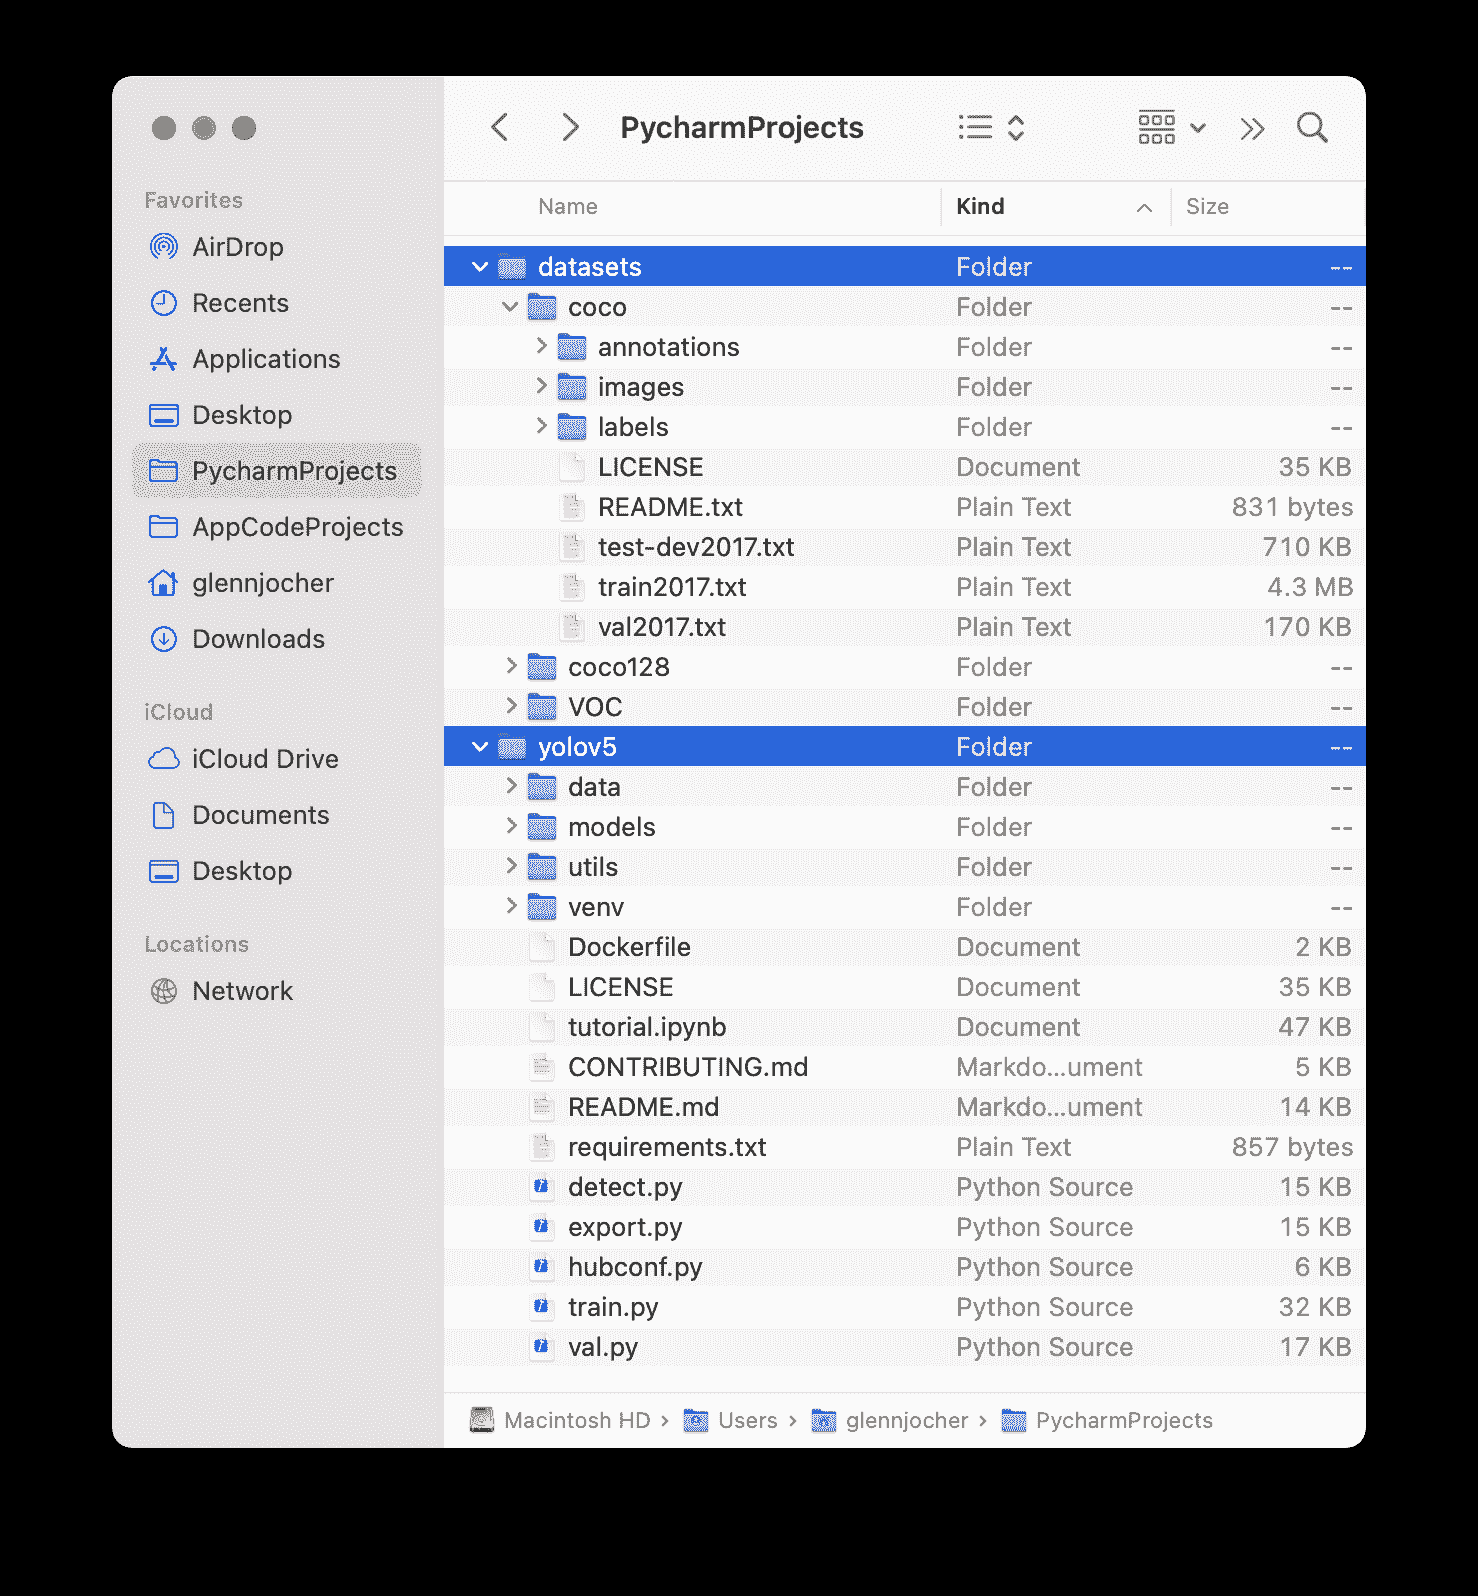 PycharmProjects
Favorites
AirDrop
Recents
Applications
Desktop
PycharmProjects
AppCodeProjects
glennjocher
Downloads
iCloud
iCloud Drive
Documents
Desktop
Locations
Network
Name Kind Size
datasets Folder --
coco Folder --
annotations Folder --
images Folder --
labels Folder --
LICENSE Document 35 KB
README.txt Plain Text 831 bytes
test-dev2017.txt Plain Text 710 KB
train2017.txt Plain Text 4.3 MB
val2017.txt Plain Text 170 KB
coco128 Folder --
VOC Folder --
yolov5 Folder --
data Folder --
models Folder --
utils Folder --
venv Folder --
Dockerfile Document 2 KB
LICENSE Document 35 KB
tutorial.ipynb Document 47 KB
CONTRIBUTING.md Markdo...ument 5 KB
README.md Markdo...ument 14 KB
requirements.txt Plain Text 857 bytes
detect.py Python Source 15 KB
export.py Python Source 15 KB
hubconf.py Python Source 6 KB
train.py Python Source 32 KB
val.py Python Source 17 KB
Macintosh HD › Users › glennjocher › PycharmProjects